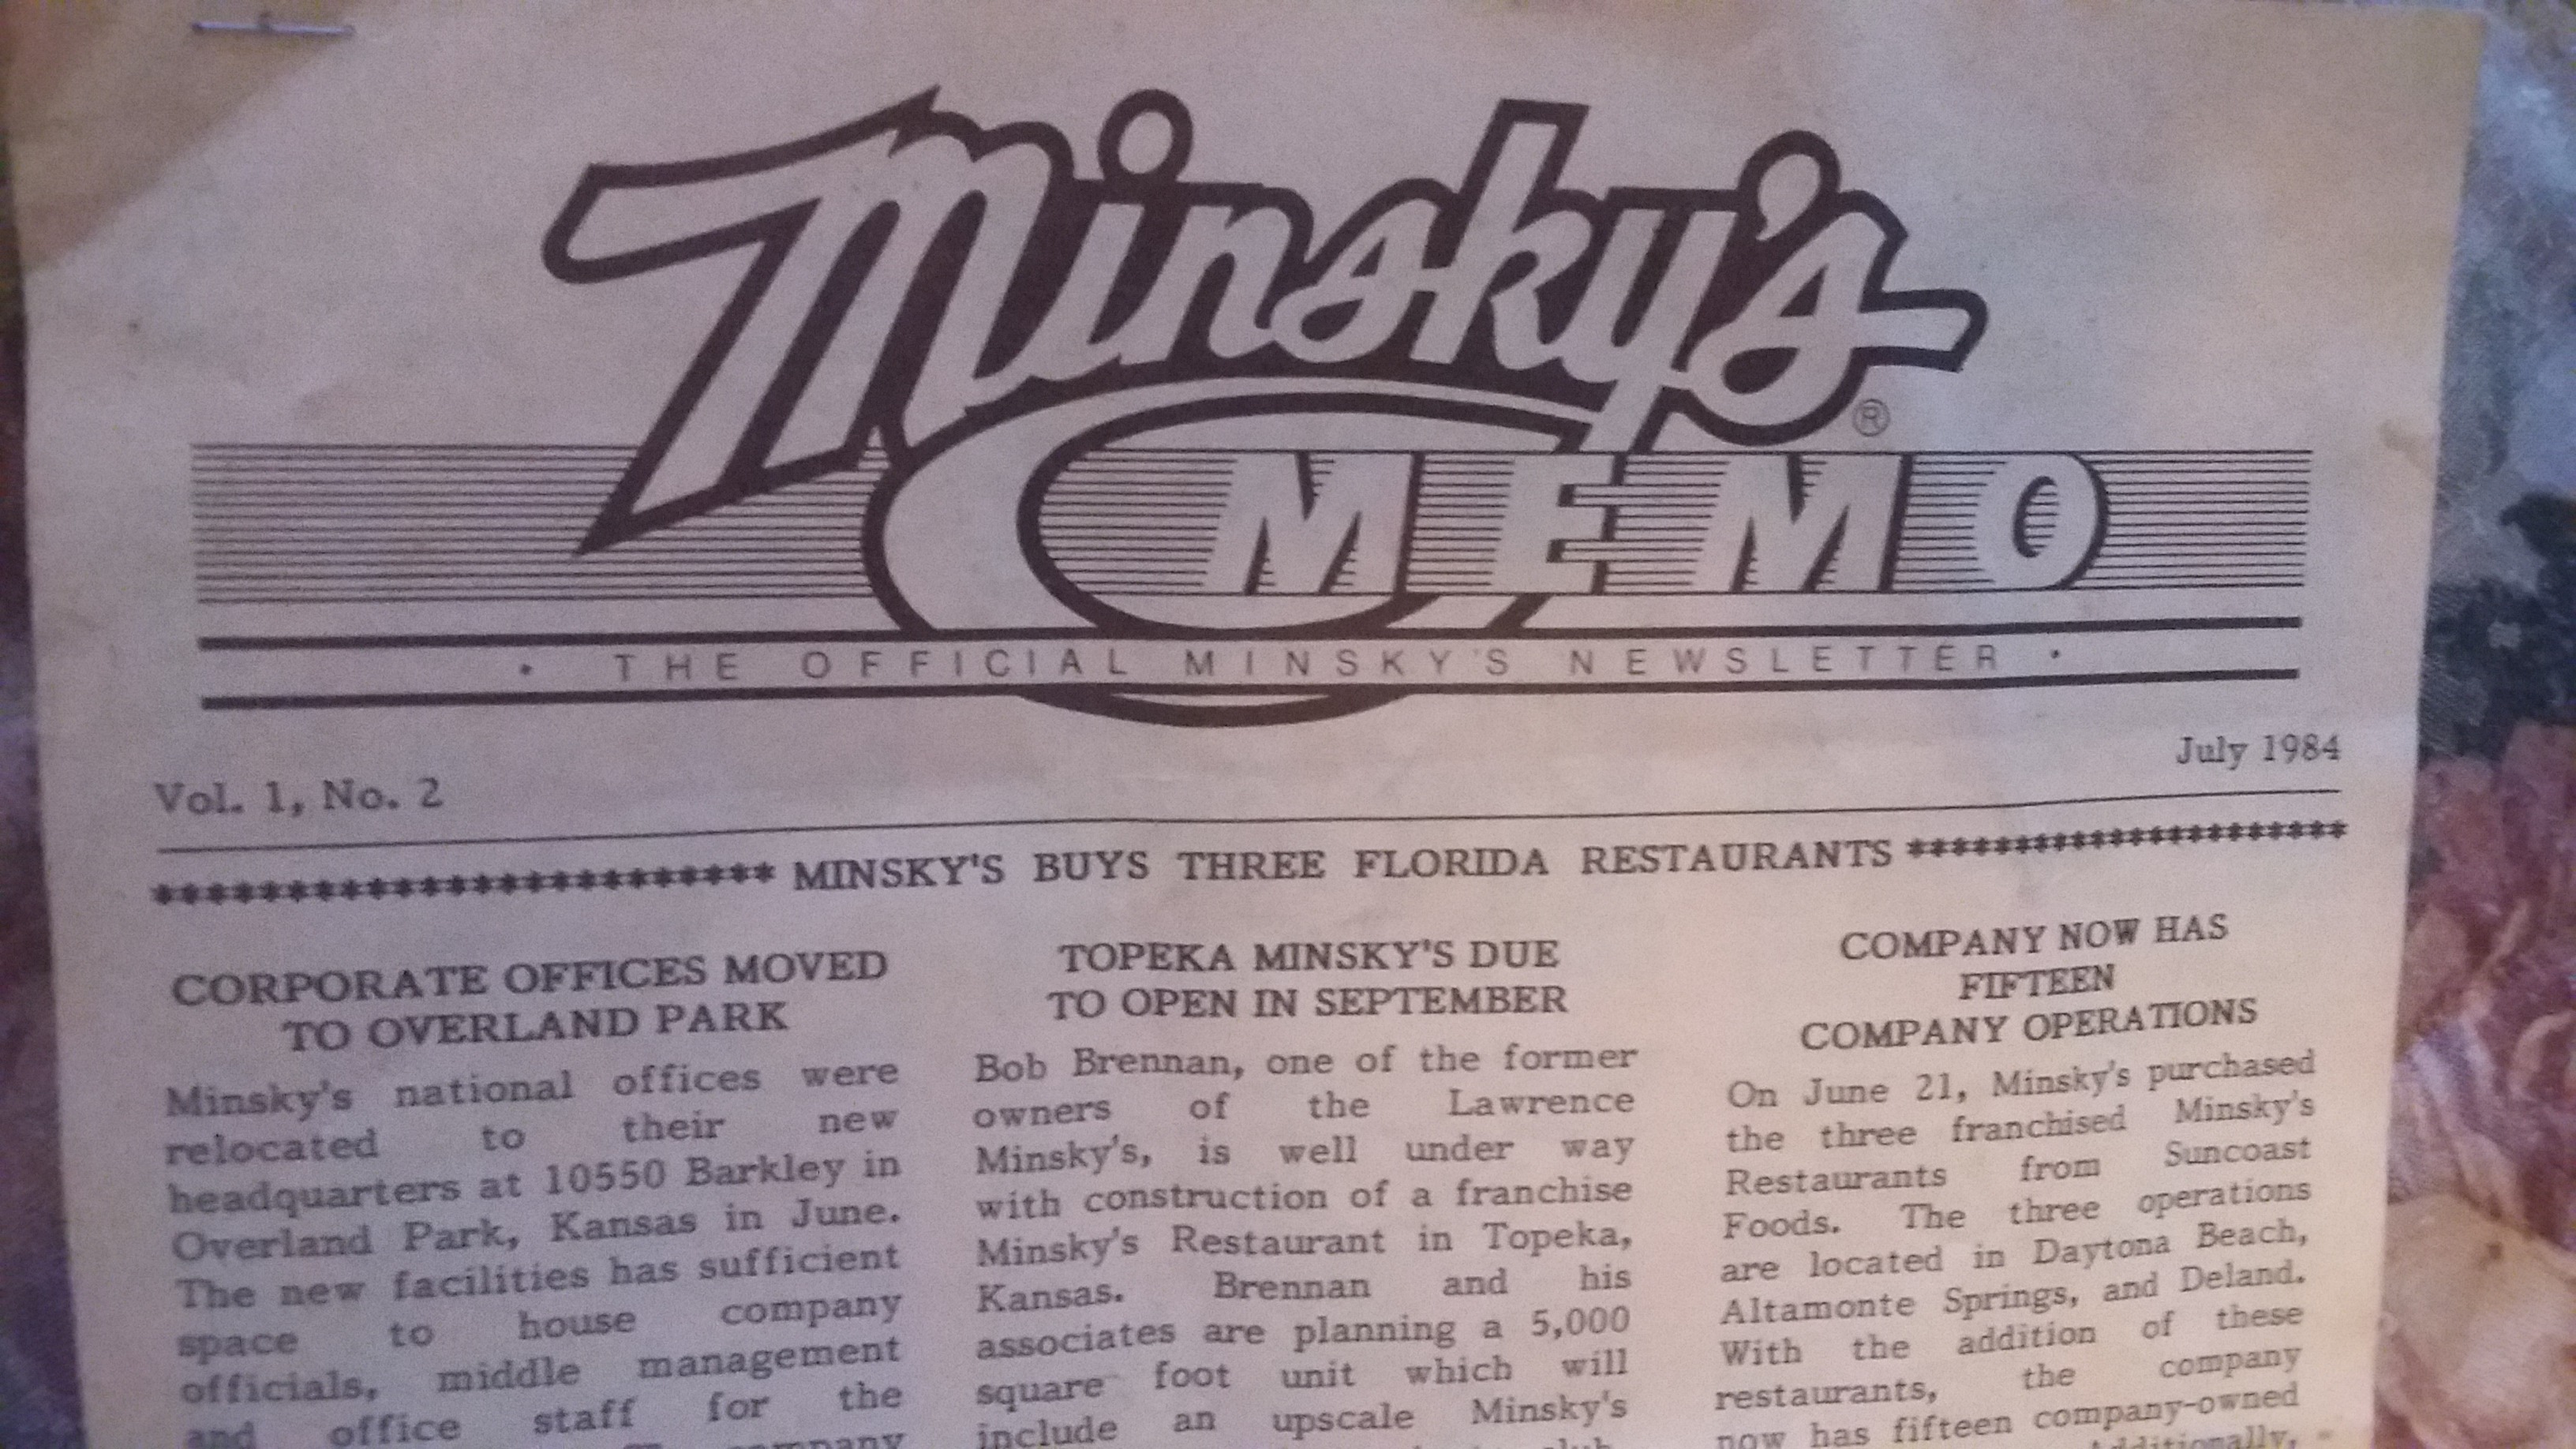 Minsky's ®
MEMO
• THE OFFICIAL MINSKY'S NEWSLETTER •
Vol. 1, No. 2
July 1984
*********************** MINSKY'S BUYS THREE FLORIDA RESTAURANTS **********************
CORPORATE OFFICES MOVED
TO OVERLAND PARK
Minsky's national offices were
relocated to their new
headquarters at 10550 Barkley in
Overland Park, Kansas in June.
The new facilities has sufficient
space to house company
officials, middle management
and office staff for the
company
TOPEKA MINSKY'S DUE
TO OPEN IN SEPTEMBER
Bob Brennan, one of the former
owners of the Lawrence
Minsky's, is well under way
with construction of a franchise
Minsky's Restaurant in Topeka,
Kansas. Brennan and his
associates are planning a 5,000
square foot unit which will
include an upscale Minsky's
club
COMPANY NOW HAS
FIFTEEN
COMPANY OPERATIONS
On June 21, Minsky's purchased
the three franchised Minsky's
Restaurants from Suncoast
Foods. The three operations
are located in Daytona Beach,
Altamonte Springs, and Deland.
With the addition of these
restaurants, the company
now has fifteen company-owned
Additionally,